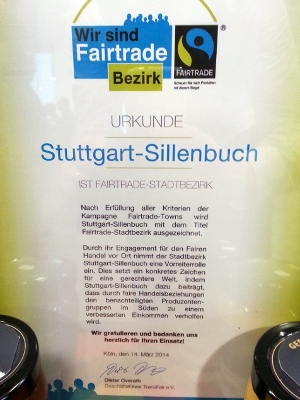 Wir sind
Fairtrade
Bezirk
FAIRTRADE
URKUNDE
Stuttgart-Sillenbuch
IST FAIRTRADE-STADTBEZIRK
Nach Erfüllung aller Kriterien der
Kampagne Fairtrade-Towns wird
Stuttgart-Sillenbuch mit dem Titel
Fairtrade-Stadtbezirk ausgezeichnet.
Durch ihr Engagement für den Fairen
Handel vor Ort nimmt der Stadtbezirk
Stuttgart-Sillenbuch eine Vorreiterrolle
ein. Dies setzt ein konkretes Zeichen
für eine gerechtere Welt, indem
Stuttgart-Sillenbuch dazu beiträgt,
dass durch faire Handelsbeziehungen
den benachteiligten Produzenten-
gruppen im Süden zu einem
verbesserten Einkommen verholfen
wird.
Wir gratulieren und bedanken uns
herzlich für Ihren Einsatz!
Köln, den 14. März 2014
Dieter Overath
TransFair e.V.